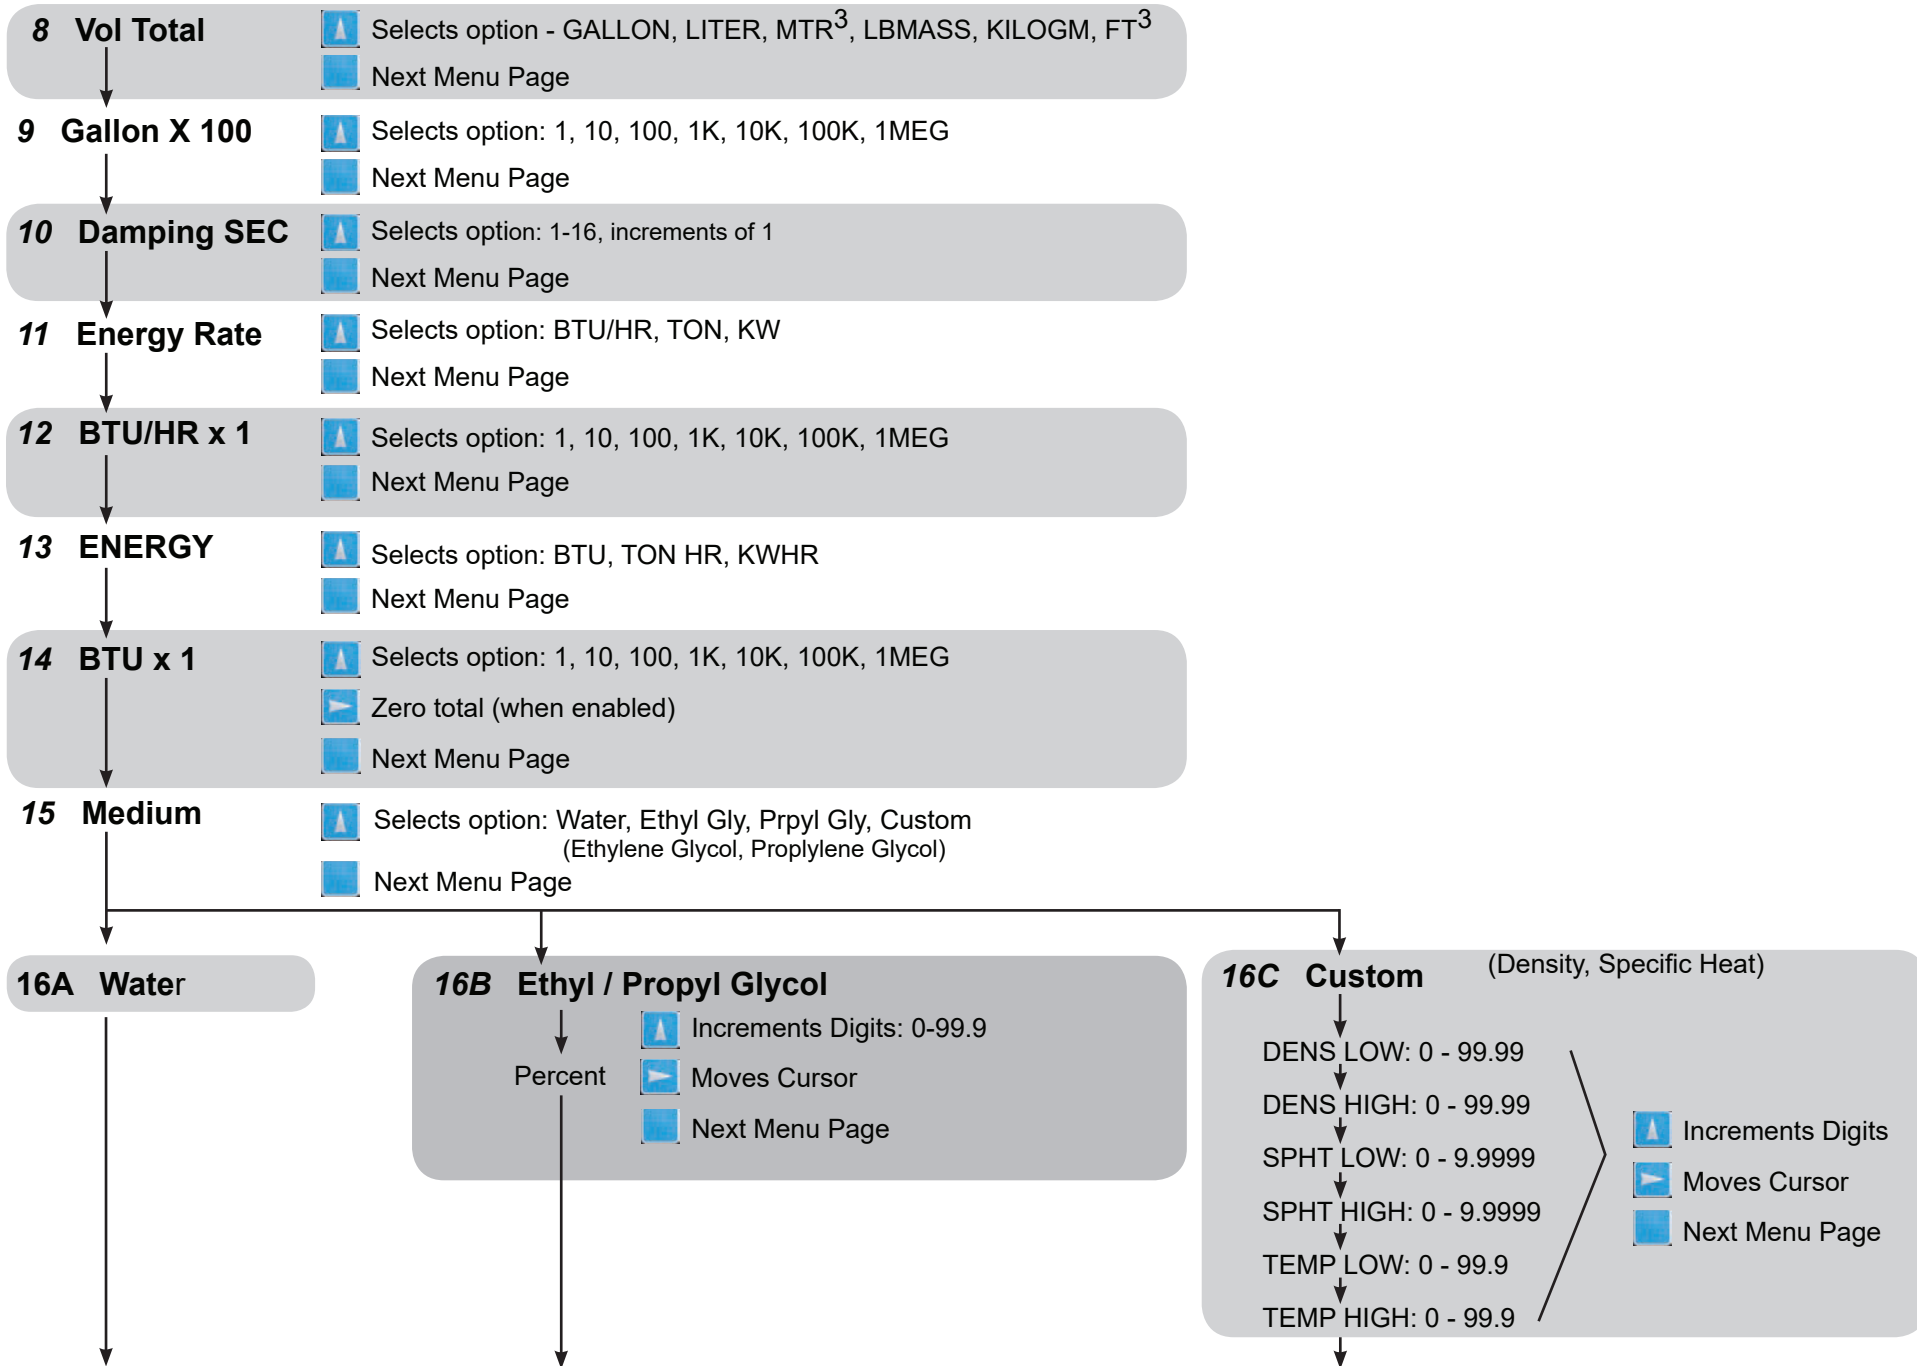 8 Vol Total
Selects option - GALLON, LITER, MTR³, LBMASS, KILOGM, FT³
Next Menu Page
9 Gallon X 100
Selects option: 1, 10, 100, 1K, 10K, 100K, 1MEG
Next Menu Page
10 Damping SEC
Selects option: 1-16, increments of 1
Next Menu Page
11 Energy Rate
Selects option: BTU/HR, TON, KW
Next Menu Page
12 BTU/HR x 1
Selects option: 1, 10, 100, 1K, 10K, 100K, 1MEG
Next Menu Page
13 ENERGY
Selects option: BTU, TON HR, KWHR
Next Menu Page
14 BTU x 1
Selects option: 1, 10, 100, 1K, 10K, 100K, 1MEG
Zero total (when enabled)
Next Menu Page
15 Medium
Selects option: Water, Ethyl Gly, Prpyl Gly, Custom
(Ethylene Glycol, Proplylene Glycol)
Next Menu Page
16A Water
16B Ethyl / Propyl Glycol
Increments Digits: 0-99.9
Percent
Moves Cursor
Next Menu Page
16C Custom
(Density, Specific Heat)
DENS LOW: 0 - 99.99
DENS HIGH: 0 - 99.99
SPHT LOW: 0 - 9.9999
SPHT HIGH: 0 - 9.9999
TEMP LOW: 0 - 99.9
TEMP HIGH: 0 - 99.9
Increments Digits
Moves Cursor
Next Menu Page